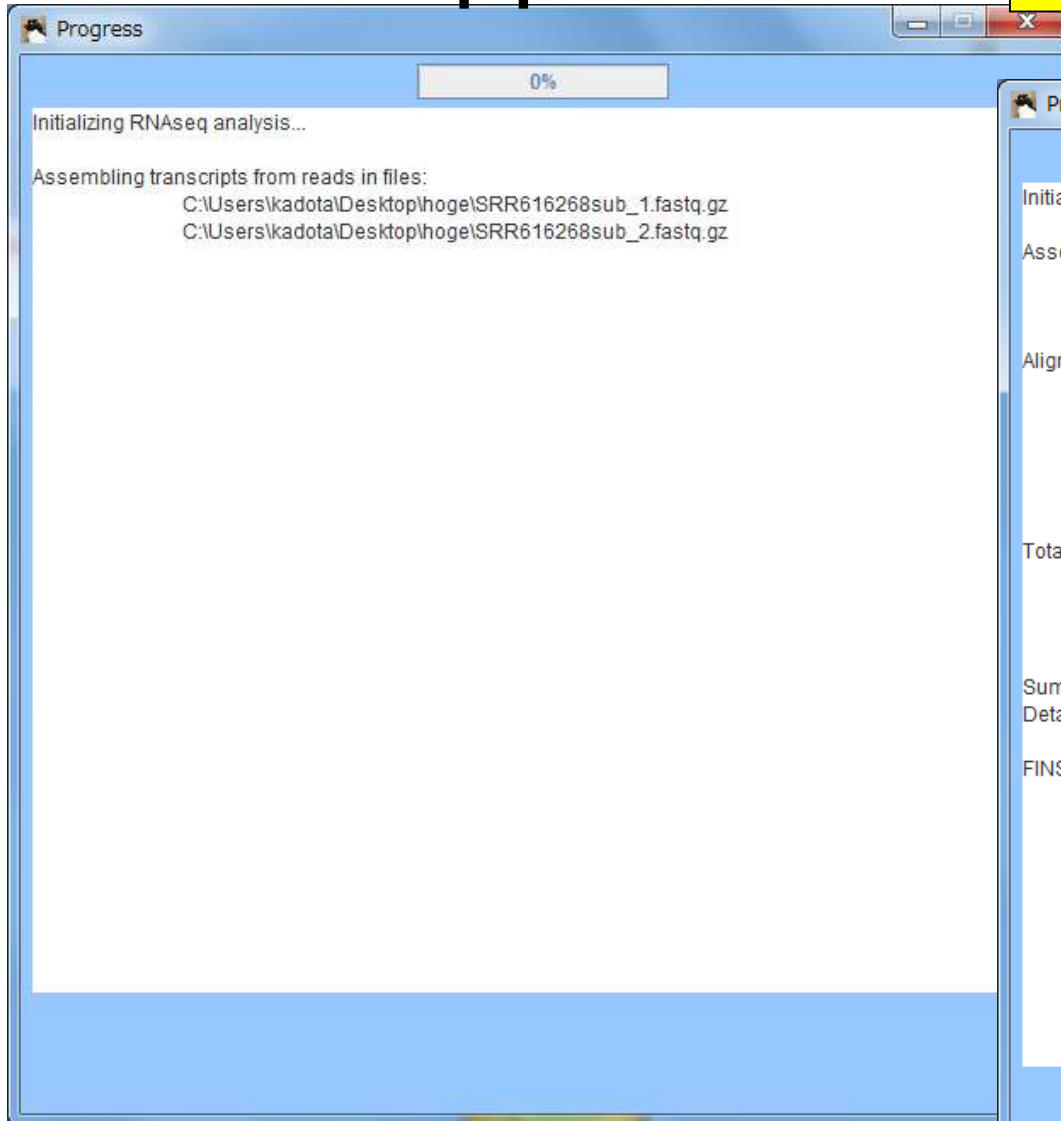 Progress
0%
Initializing RNAseq analysis...
Assembling transcripts from reads in files:
C:\Users\kadota\Desktop\hoge\SRR616268sub_1.fastq.gz
C:\Users\kadota\Desktop\hoge\SRR616268sub_2.fastq.gz